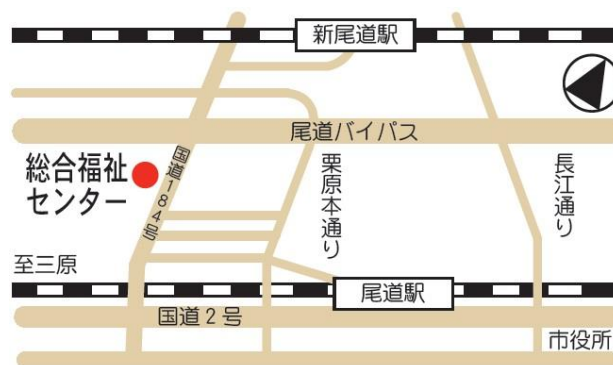 新尾道駅
尾道バイパス
総合福祉
センター
国道184号
栗原本通り
長江通り
至三原
尾道駅
国道2号
市役所